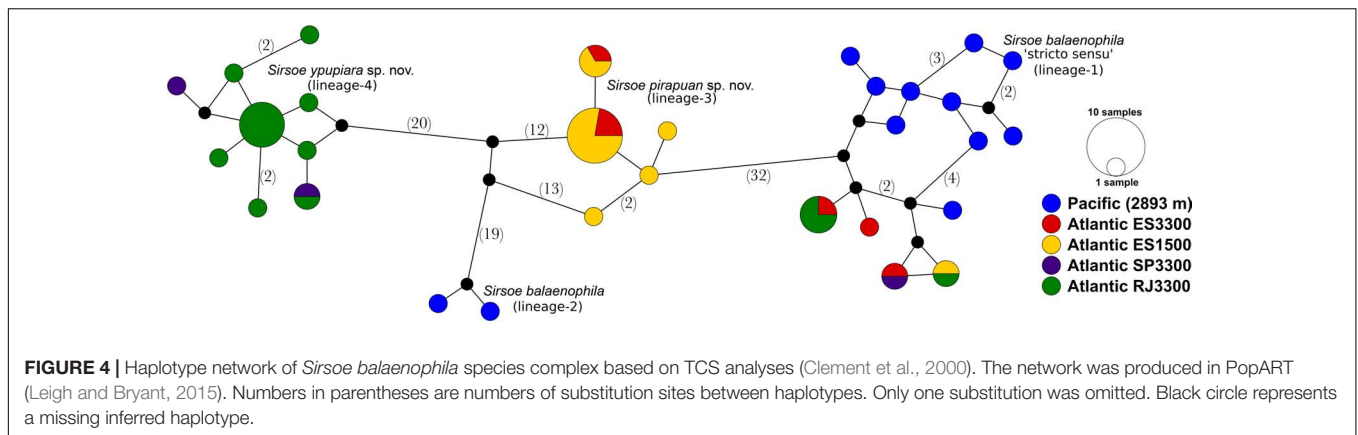 (2)
Sirsoe ypupiara sp. nov.
(lineage-4)
(20)
(2)
(12)
Sirsoe pirapuan sp. nov.
(lineage-3)
(13)
(2)
(19)
Sirsoe balaenophila
(lineage-2)
(32)
(3)
Sirsoe balaenophila
'stricto sensu'
(lineage-1)
(2)
(2)
(4)
10 samples
1 sample
Pacific (2893 m)
Atlantic ES3300
Atlantic ES1500
Atlantic SP3300
Atlantic RJ3300
FIGURE 4 | Haplotype network of Sirsoe balaenophila species complex based on TCS analyses (Clement et al., 2000). The network was produced in PopART
(Leigh and Bryant, 2015). Numbers in parentheses are numbers of substitution sites between haplotypes. Only one substitution was omitted. Black circle represents
a missing inferred haplotype.